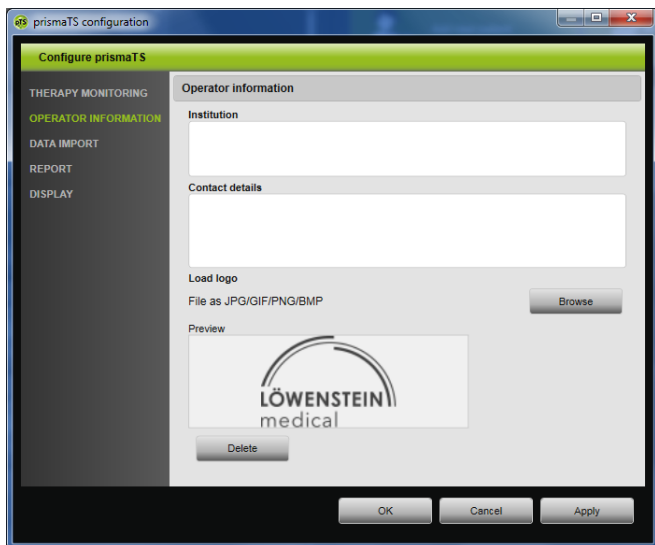 pTS prismaTS configuration
Configure prismaTS
THERAPY MONITORING
OPERATOR INFORMATION
DATA IMPORT
REPORT
DISPLAY
Operator information
Institution
Contact details
Load logo
File as JPG/GIF/PNG/BMP
Browse
Preview
LÖWENSTEIN
medical
Delete
OK
Cancel
Apply